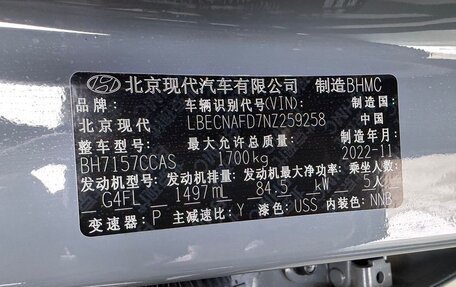 北京现代汽车有限公司 制造BHMC
品牌: 车辆识别代号(VIN): 制造国:
北京现代 LBECNAFD7NZ259258 中国
整车型号: 最大允许总质量: 制造年月:
BH7157CCAS 1700kg 2022-11
发动机型号: 发动机排量: 发动机最大净功率: 乘坐人数:
G4FL 1497mL 84.5 kW 5人
变速器: P 主减速比: Y 漆色: USS 内装色: NNB